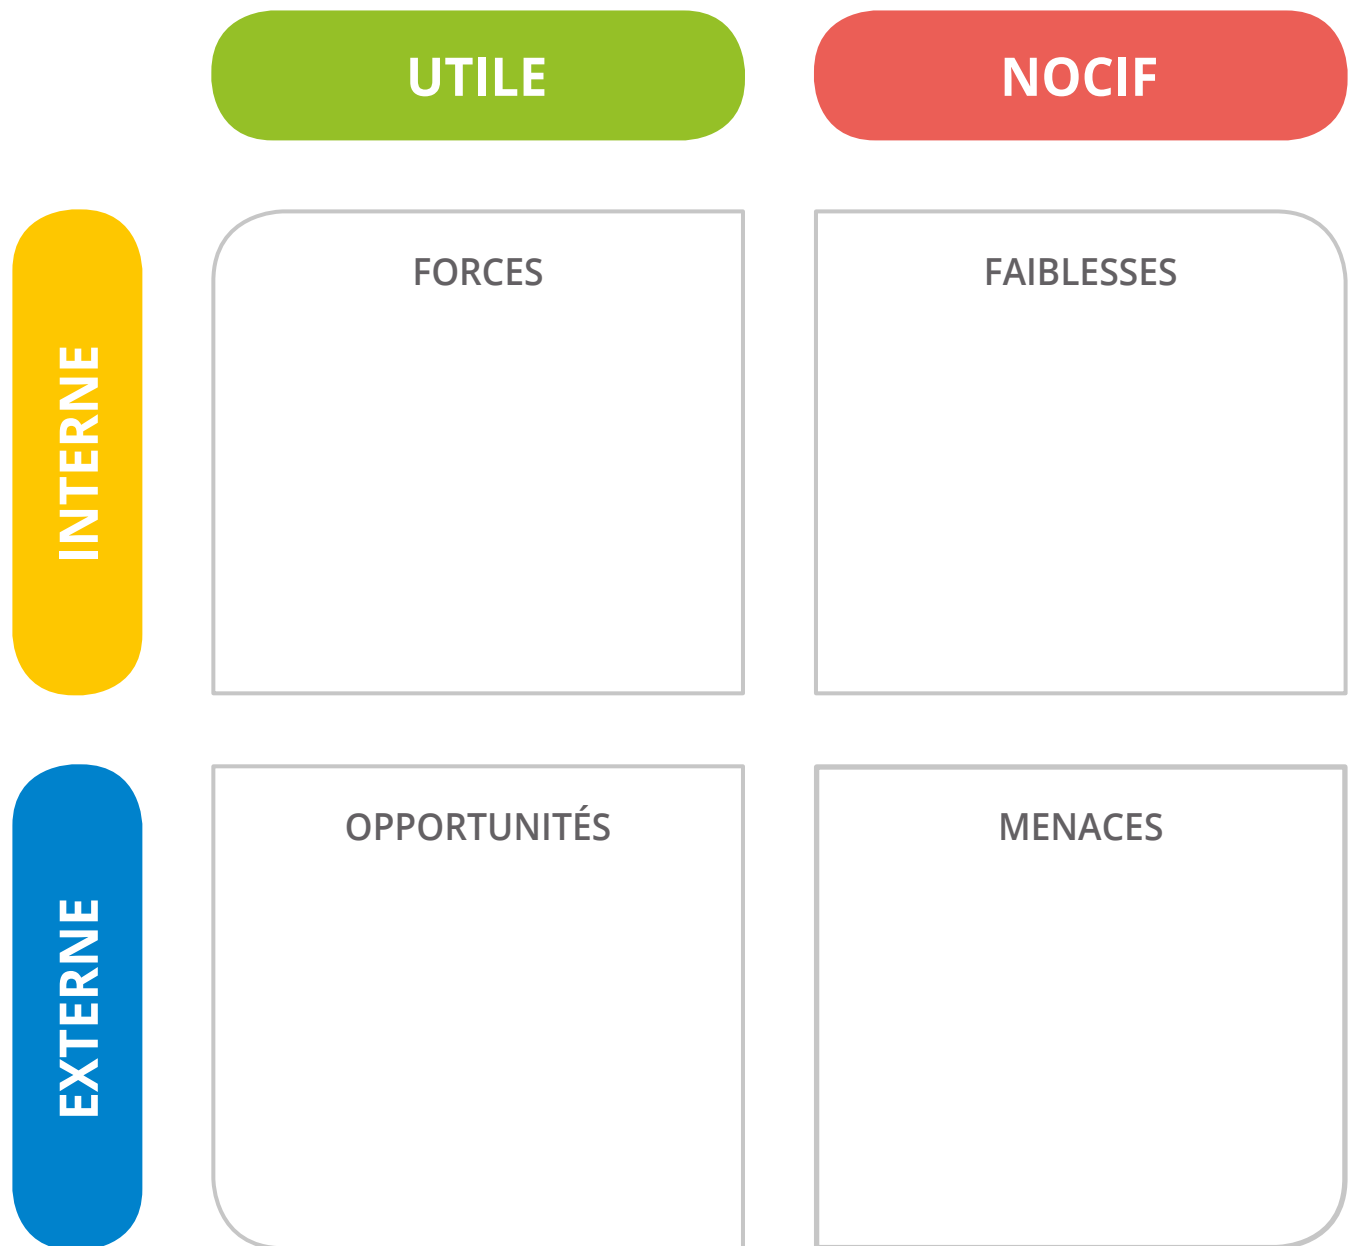 UTILE
NOCIF
INTERNE
FORCES
FAIBLESSES
EXTERNE
OPPORTUNITÉS
MENACES